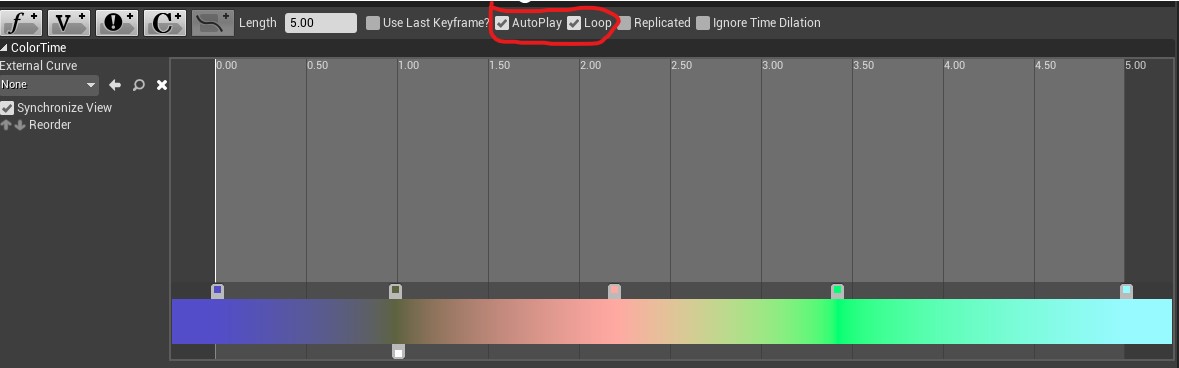 f+ V+ !+ C+ + Length 5.00 Use Last Keyframe? AutoPlay Loop Replicated Ignore Time Dilation
ColorTime
External Curve
None
Synchronize View
Reorder
0.00 0.50 1.00 1.50 2.00 2.50 3.00 3.50 4.00 4.50 5.00